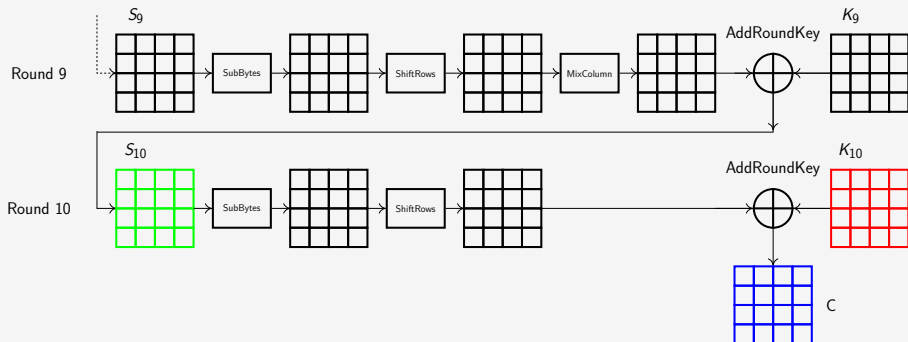 S9 K9
AddRoundKey
Round 9 SubBytes ShiftRows MixColumn
S10 K10
AddRoundKey
Round 10 SubBytes ShiftRows
C